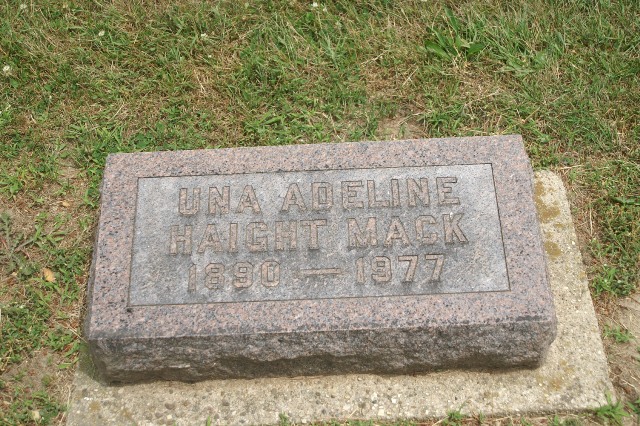 UNA ADELINE
HAIGHT MACK
1890 — 1977